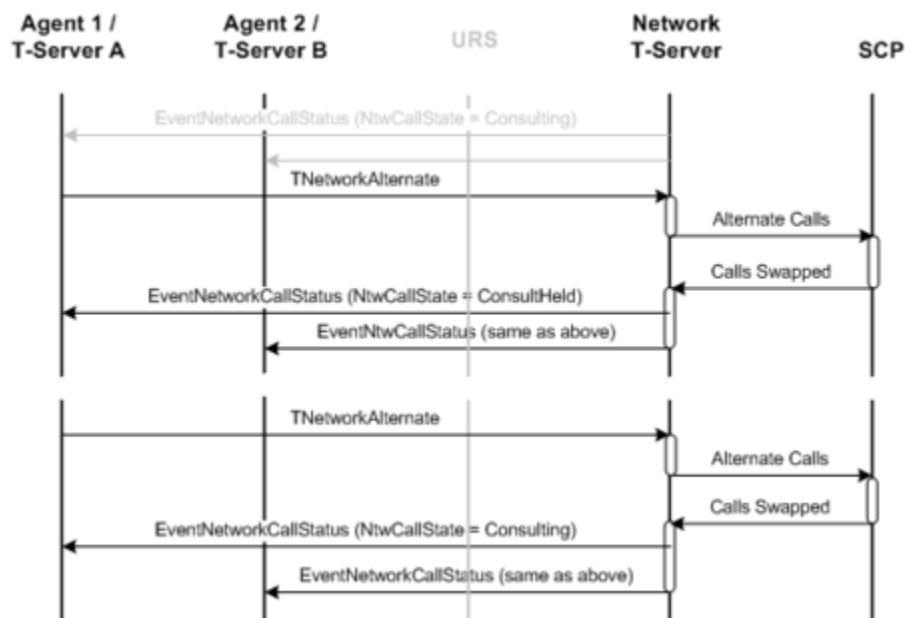 Agent 1 /
T-Server A
Agent 2 /
T-Server B
URS
Network
T-Server
SCP
EventNetworkCallStatus (NtwCallState = Consulting)
TNetworkAlternate
Alternate Calls
Calls Swapped
EventNetworkCallStatus (NtwCallState = ConsultHeld)
EventNtwCallStatus (same as above)
TNetworkAlternate
Alternate Calls
Calls Swapped
EventNetworkCallStatus (NtwCallState = Consulting)
EventNetworkCallStatus (same as above)